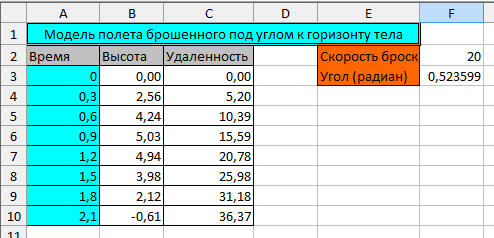 A B C D E F
1 Модель полета брошенного под углом к горизонту тела
2 Время Высота Удаленность Скорость броск 20
3 0 0,00 0,00 Угол (радиан) 0,523599
4 0,3 2,56 5,20
5 0,6 4,24 10,39
6 0,9 5,03 15,59
7 1,2 4,94 20,78
8 1,5 3,98 25,98
9 1,8 2,12 31,18
10 2,1 -0,61 36,37